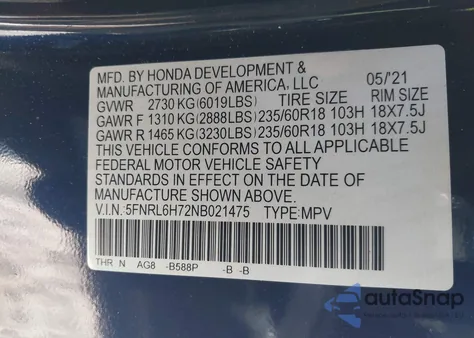 MFD. BY HONDA DEVELOPMENT &
MANUFACTURING OF AMERICA, LLC 05/'21
GVWR 2730 KG(6019LBS) TIRE SIZE RIM SIZE
GAWR F 1310 KG(2888LBS) 235/60R18 103H 18X7.5J
GAWR R 1465 KG(3230LBS) 235/60R18 103H 18X7.5J
THIS VEHICLE CONFORMS TO ALL APPLICABLE
FEDERAL MOTOR VEHICLE SAFETY
STANDARDS IN EFFECT ON THE DATE OF
MANUFACTURE SHOWN ABOVE.
V.I.N.:5FNRL6H72NB021475 TYPE:MPV
THR N AG8 -B588P -B -B
autoSnap